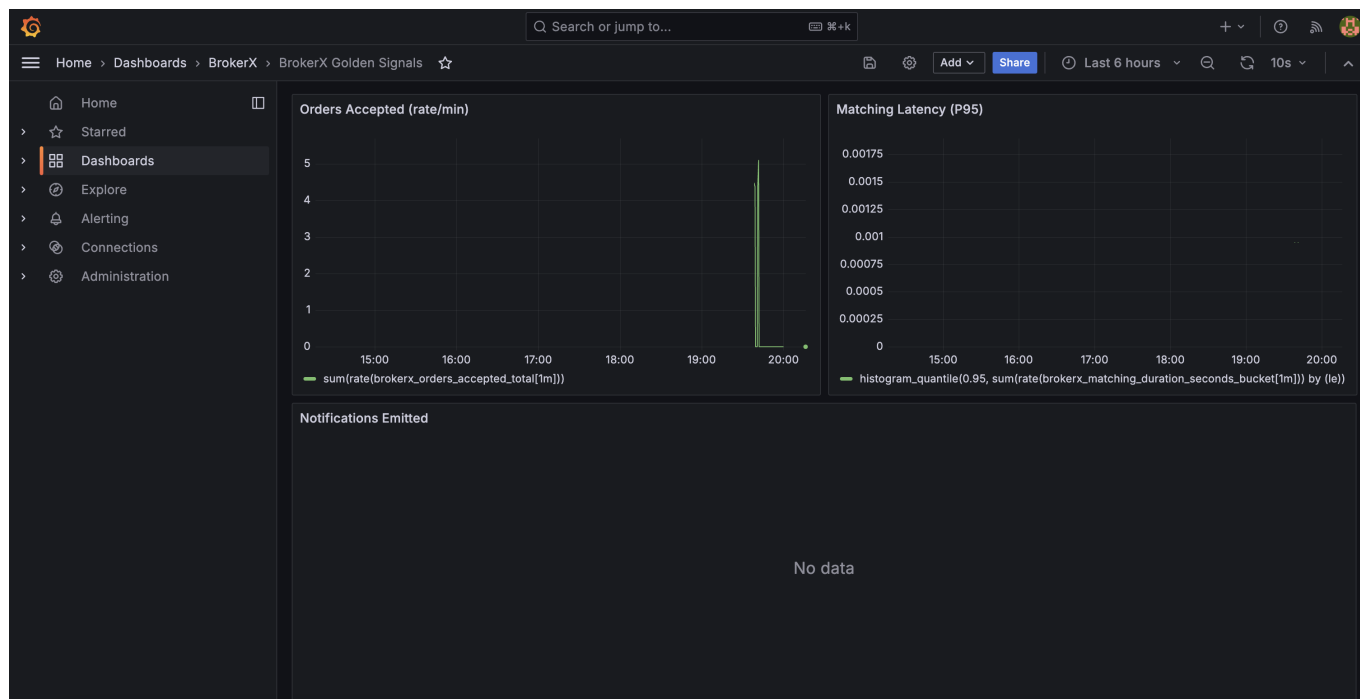 Search or jump to... ⌘+k
Home › Dashboards › BrokerX › BrokerX Golden Signals Add Share Last 6 hours 10s
Home
Starred
Dashboards
Explore
Alerting
Connections
Administration
Orders Accepted (rate/min)
5
4
3
2
1
0
15:00 16:00 17:00 18:00 19:00 20:00
sum(rate(brokerx_orders_accepted_total[1m]))
Matching Latency (P95)
0.00175
0.0015
0.00125
0.001
0.00075
0.0005
0.00025
0
15:00 16:00 17:00 18:00 19:00 20:00
histogram_quantile(0.95, sum(rate(brokerx_matching_duration_seconds_bucket[1m])) by (le))
Notifications Emitted
No data